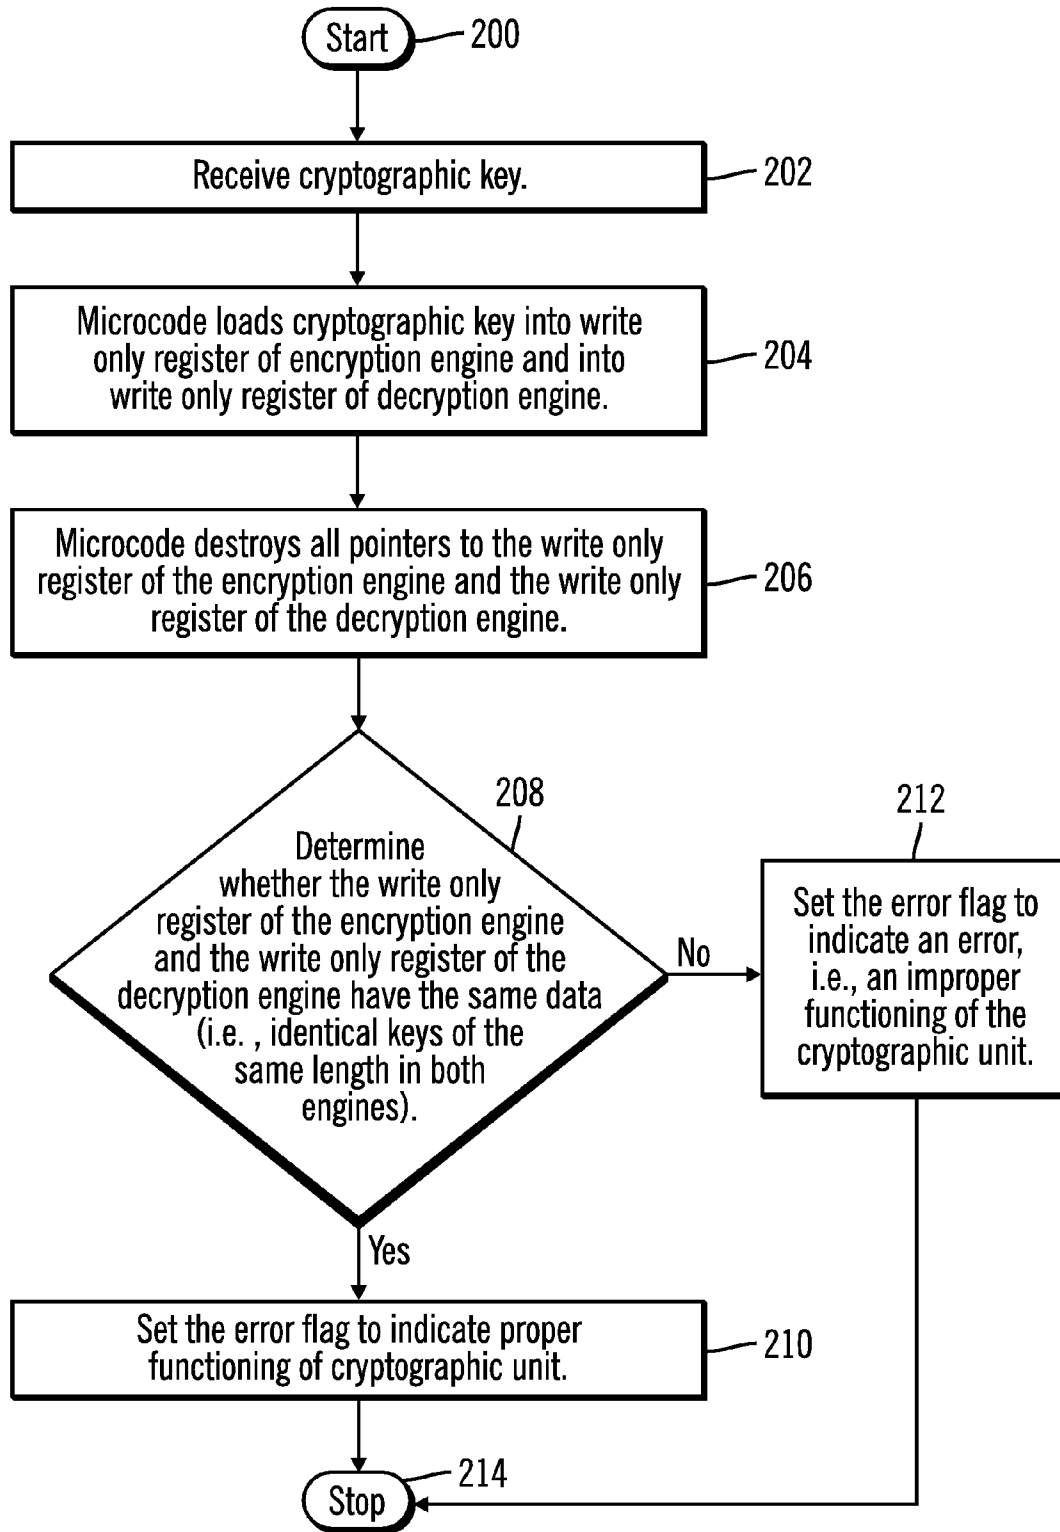 Start
200
Receive cryptographic key.
202
Microcode loads cryptographic key into write
only register of encryption engine and into
write only register of decryption engine.
204
Microcode destroys all pointers to the write only
register of the encryption engine and the write only
register of the decryption engine.
206
208
Determine
whether the write only
register of the encryption engine
and the write only register of the
decryption engine have the same data
(i.e. , identical keys of the
same length in both
engines).
No
212
Set the error flag to
indicate an error,
i.e., an improper
functioning of the
cryptographic unit.
Yes
Set the error flag to indicate proper
functioning of cryptographic unit.
210
Stop
214